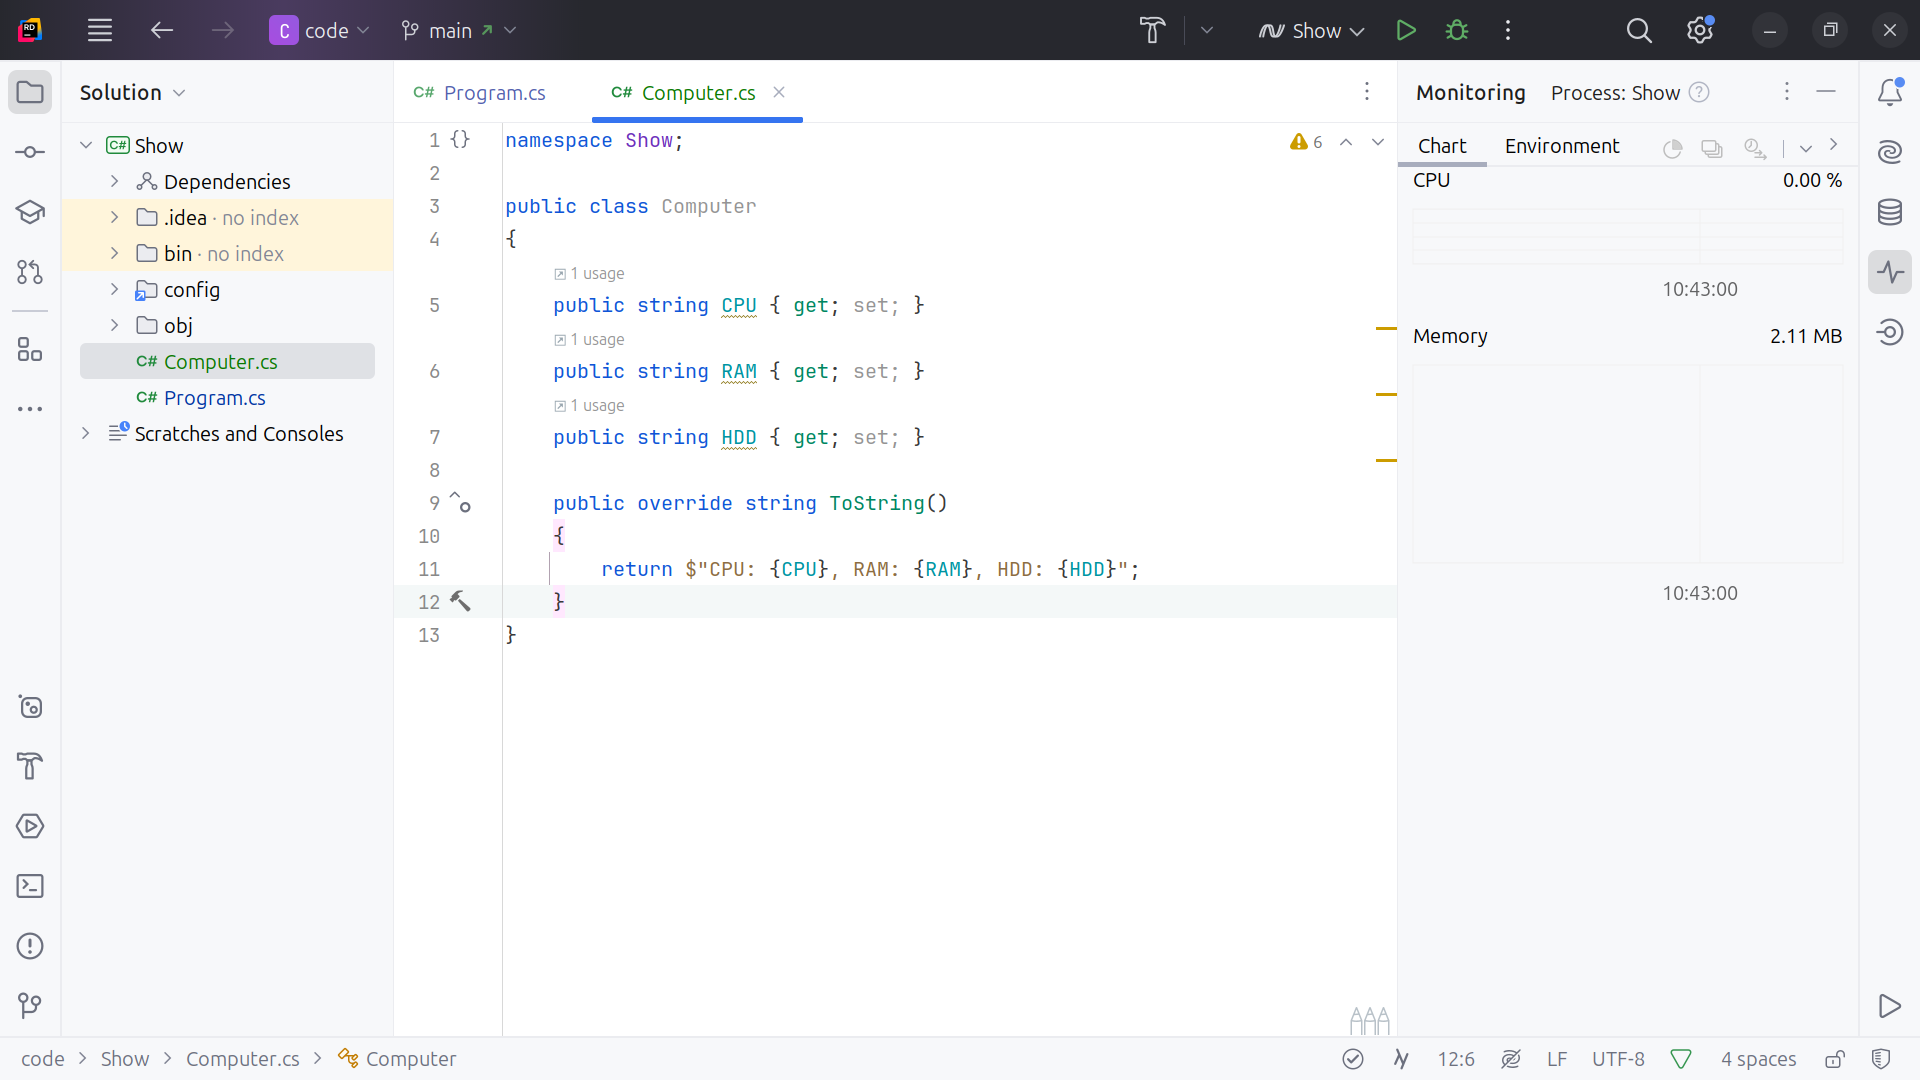 C code main Show
Solution
Program.cs Computer.cs
Monitoring Process: Show ?
Show
Dependencies
.idea · no index
bin · no index
config
obj
C# Computer.cs
C# Program.cs
Scratches and Consoles
1 {} namespace Show;
2
3 public class Computer
4 {
1 usage
5 public string CPU { get; set; }
1 usage
6 public string RAM { get; set; }
1 usage
7 public string HDD { get; set; }
8
9 public override string ToString()
10 {
11 return $"CPU: {CPU}, RAM: {RAM}, HDD: {HDD}";
12 }
13 }
6
Chart Environment
CPU 0.00 %
10:43:00
Memory 2.11 MB
10:43:00
code > Show > Computer.cs > Computer
12:6 LF UTF-8 4 spaces